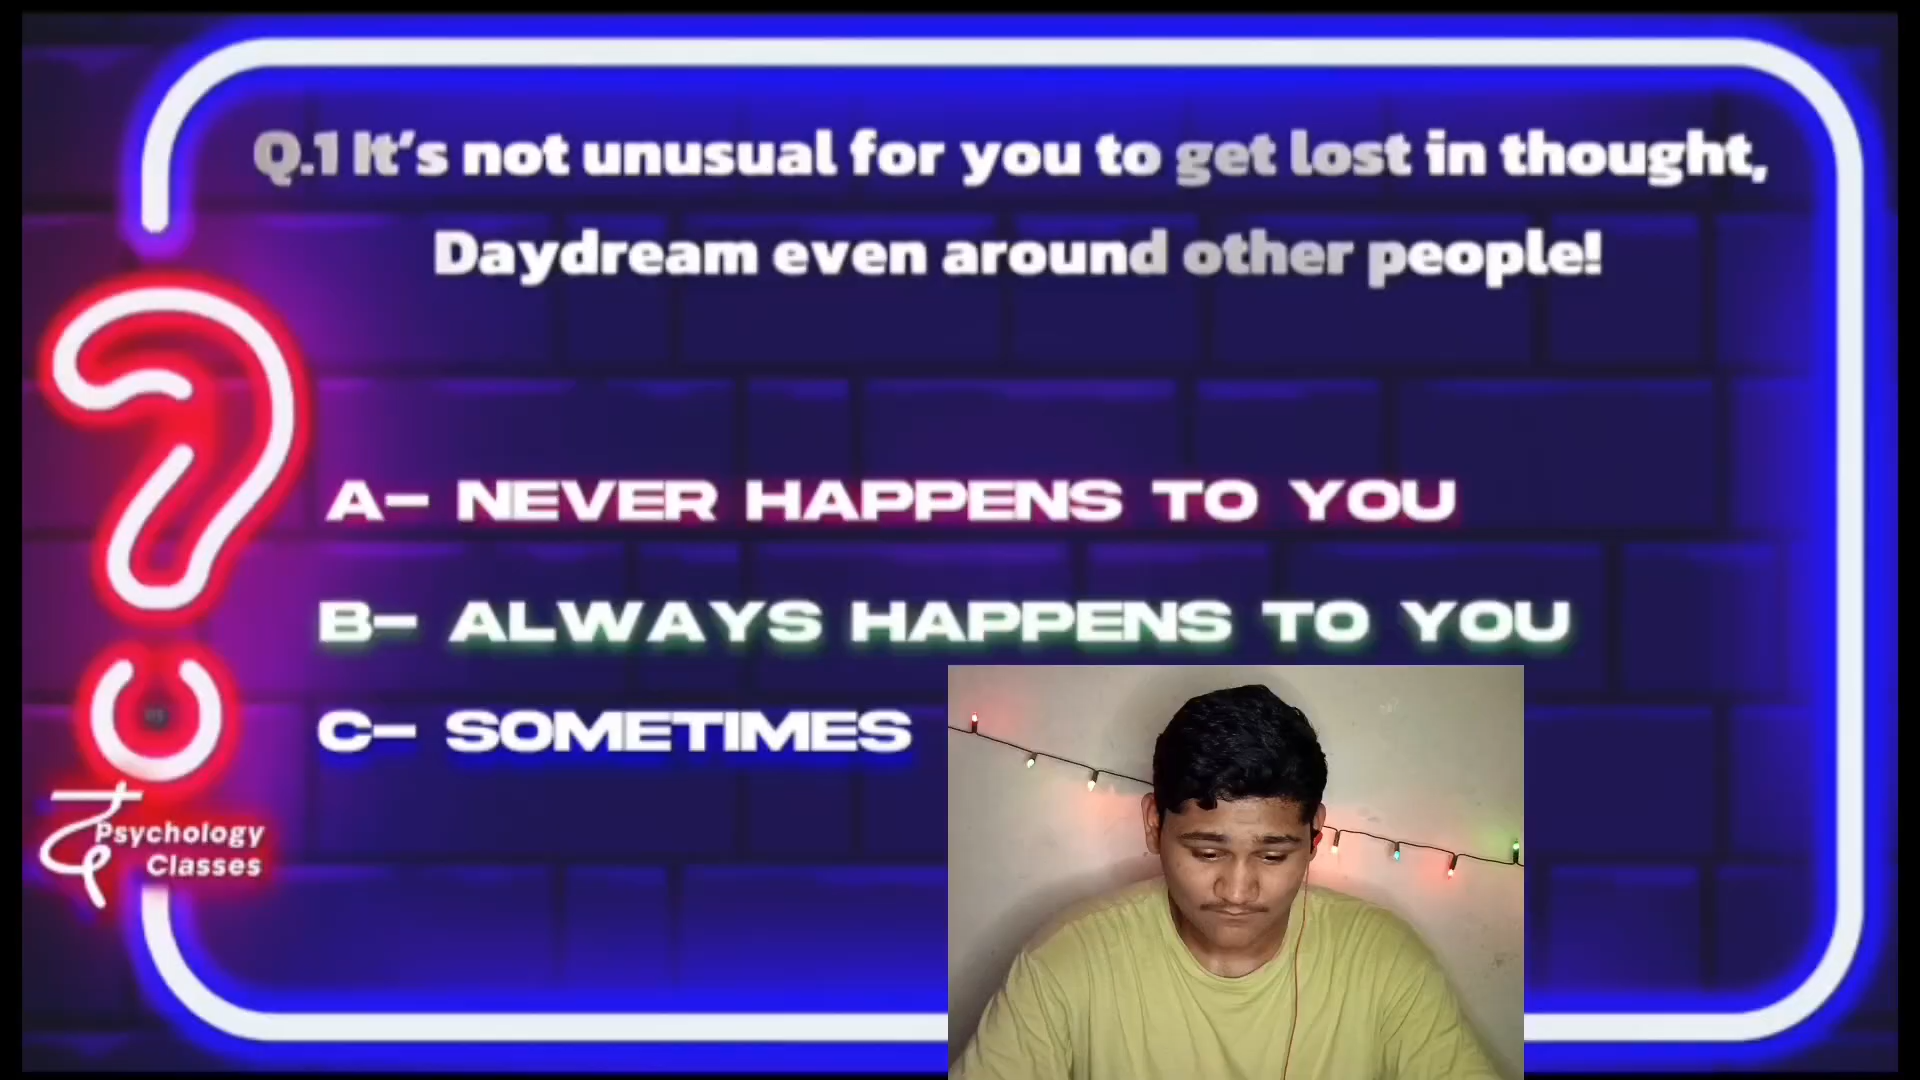 Q.1 It's not unusual for you to get lost in thought,
Daydream even around other people!
A- NEVER HAPPENS TO YOU
B- ALWAYS HAPPENS TO YOU
C- SOMETIMES
द
Psychology
Classes